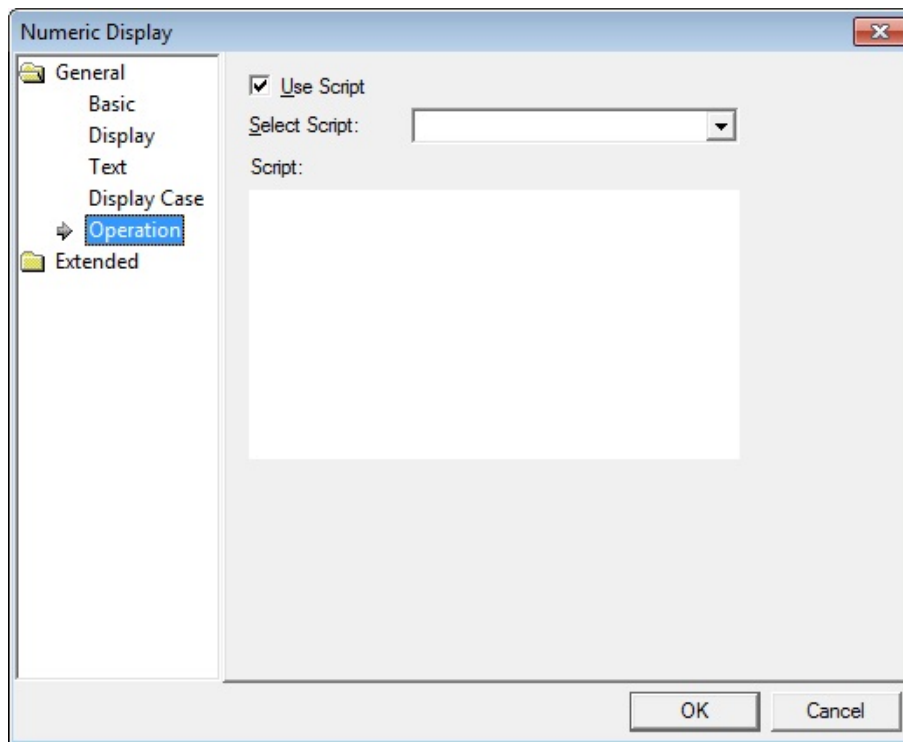 Numeric Display
General
Basic
Display
Text
Display Case
Operation
Extended
Use Script
Select Script:
Script:
OK
Cancel